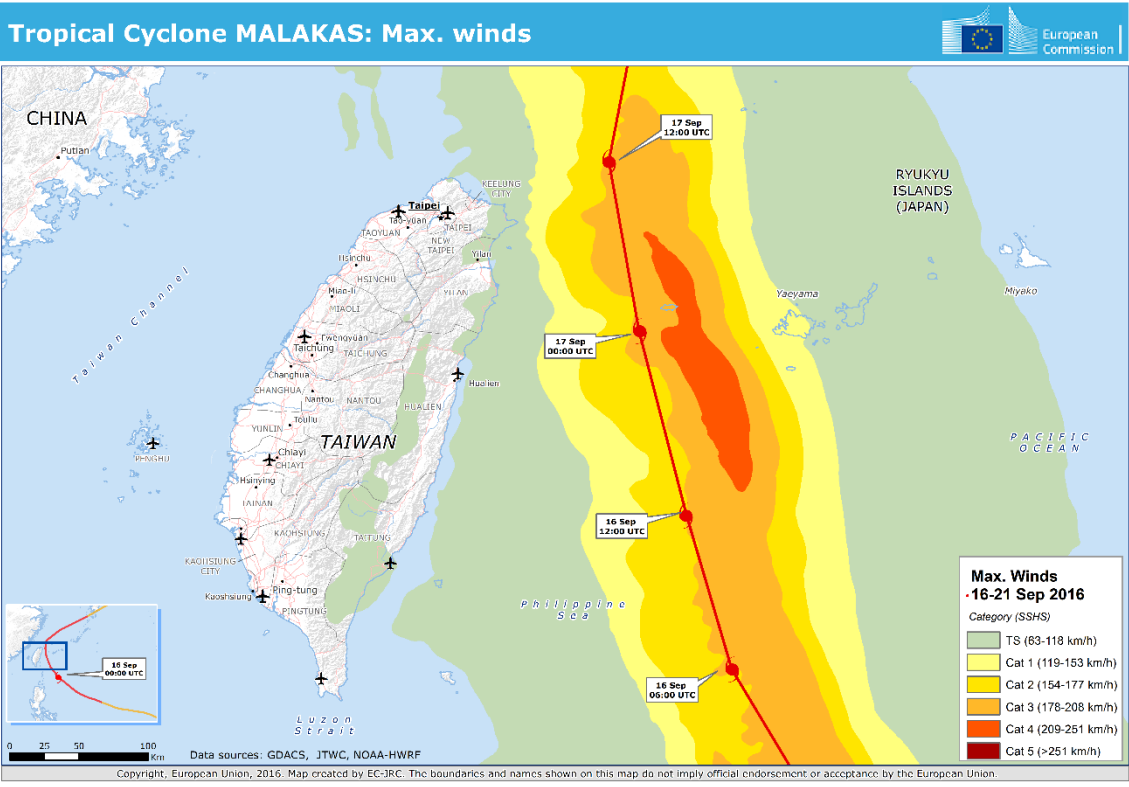 Tropical Cyclone MALAKAS: Max. winds
European
Commission
CHINA
Putian
17 Sep
12:00 UTC
RYUKYU
ISLANDS
(JAPAN)
KEELUNG
CITY
Taipei
Tao-yuan
TAIPEI
TAOYUAN
NEW
TAIPEI
Yilan
Hsinchu
HSINCHU
Miao-li
MIAOLI
YILAN
Taiwan Channel
Yaeyama
Miyako
17 Sep
00:00 UTC
Fwengyuan
Taichung
TAICHUNG
Changhua
CHANGHUA
Nantou
NANTOU
Hualien
HUALIEN
YUNLIN
Touliu
TAIWAN
PACIFIC
OCEAN
PENGHU
Chiayi
CHIAYI
Hsinying
TAINAN
16 Sep
12:00 UTC
KAOHSIUNG
TAITUNG
KAOHSIUNG
CITY
Kaohsiung
Ping-tung
PINGTUNG
Philippine
Sea
16 Sep
06:00 UTC
Luzon
Strait
16 Sep
00:00 UTC
0 25 50 100
Km
Data sources: GDACS, JTWC, NOAA-HWRF
Max. Winds
16-21 Sep 2016
Category (SSHS)
TS (63-118 km/h)
Cat 1 (119-153 km/h)
Cat 2 (154-177 km/h)
Cat 3 (178-208 km/h)
Cat 4 (209-251 km/h)
Cat 5 (>251 km/h)
Copyright, European Union, 2016. Map created by EC-JRC. The boundaries and names shown on this map do not imply official endorsement or acceptance by the European Union.